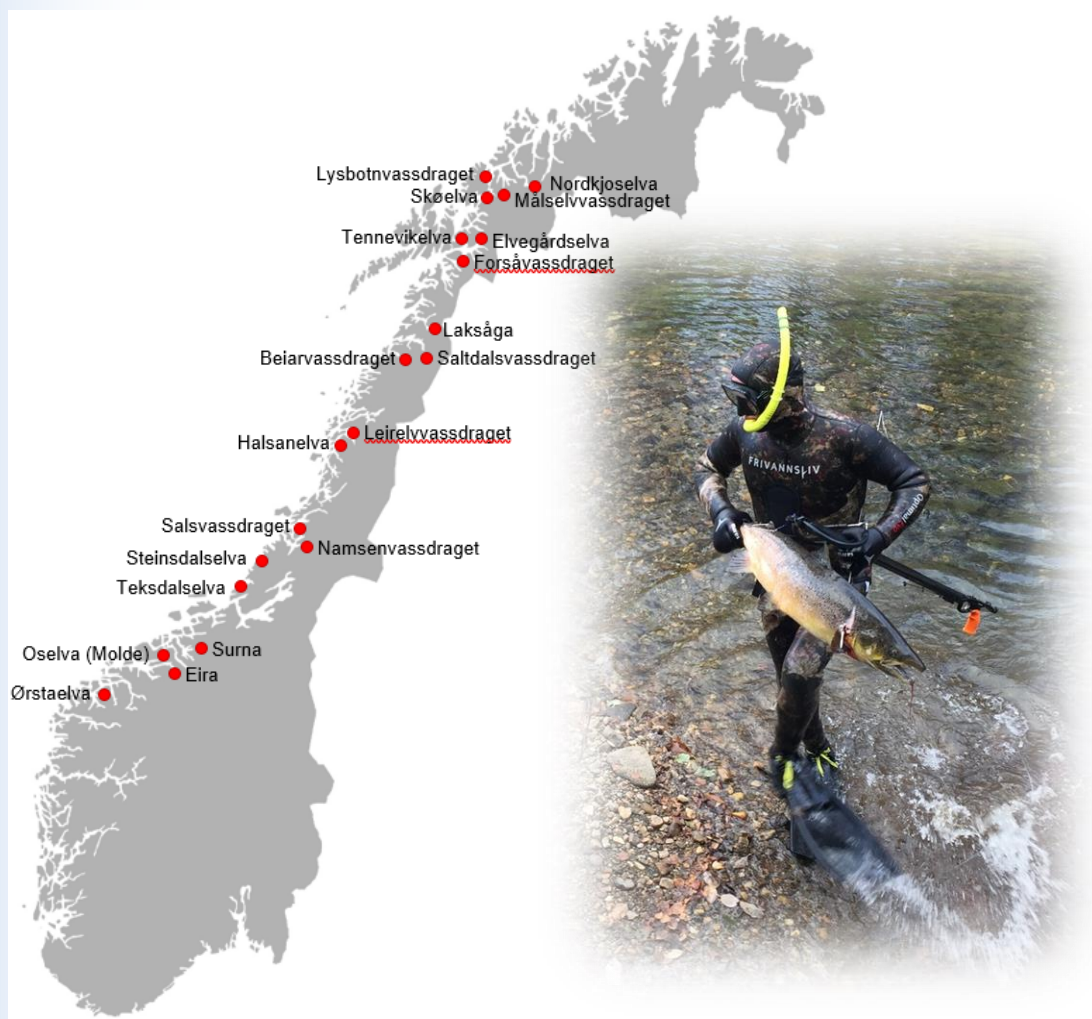 Lysbotnvassdraget
Nordkjoselva
Skøelva
Målselvvassdraget
Tennevikelva
Elvegårdselva
Forsåvassdraget
Laksåga
Beiarvassdraget
Saltdalsvassdraget
Leirelvvassdraget
Halsanelva
Salsvassdraget
Namsenvassdraget
Steinsdalselva
Teksdalselva
Surna
Oselva (Molde)
Eira
Ørstaelva
FRIVANNSLIV